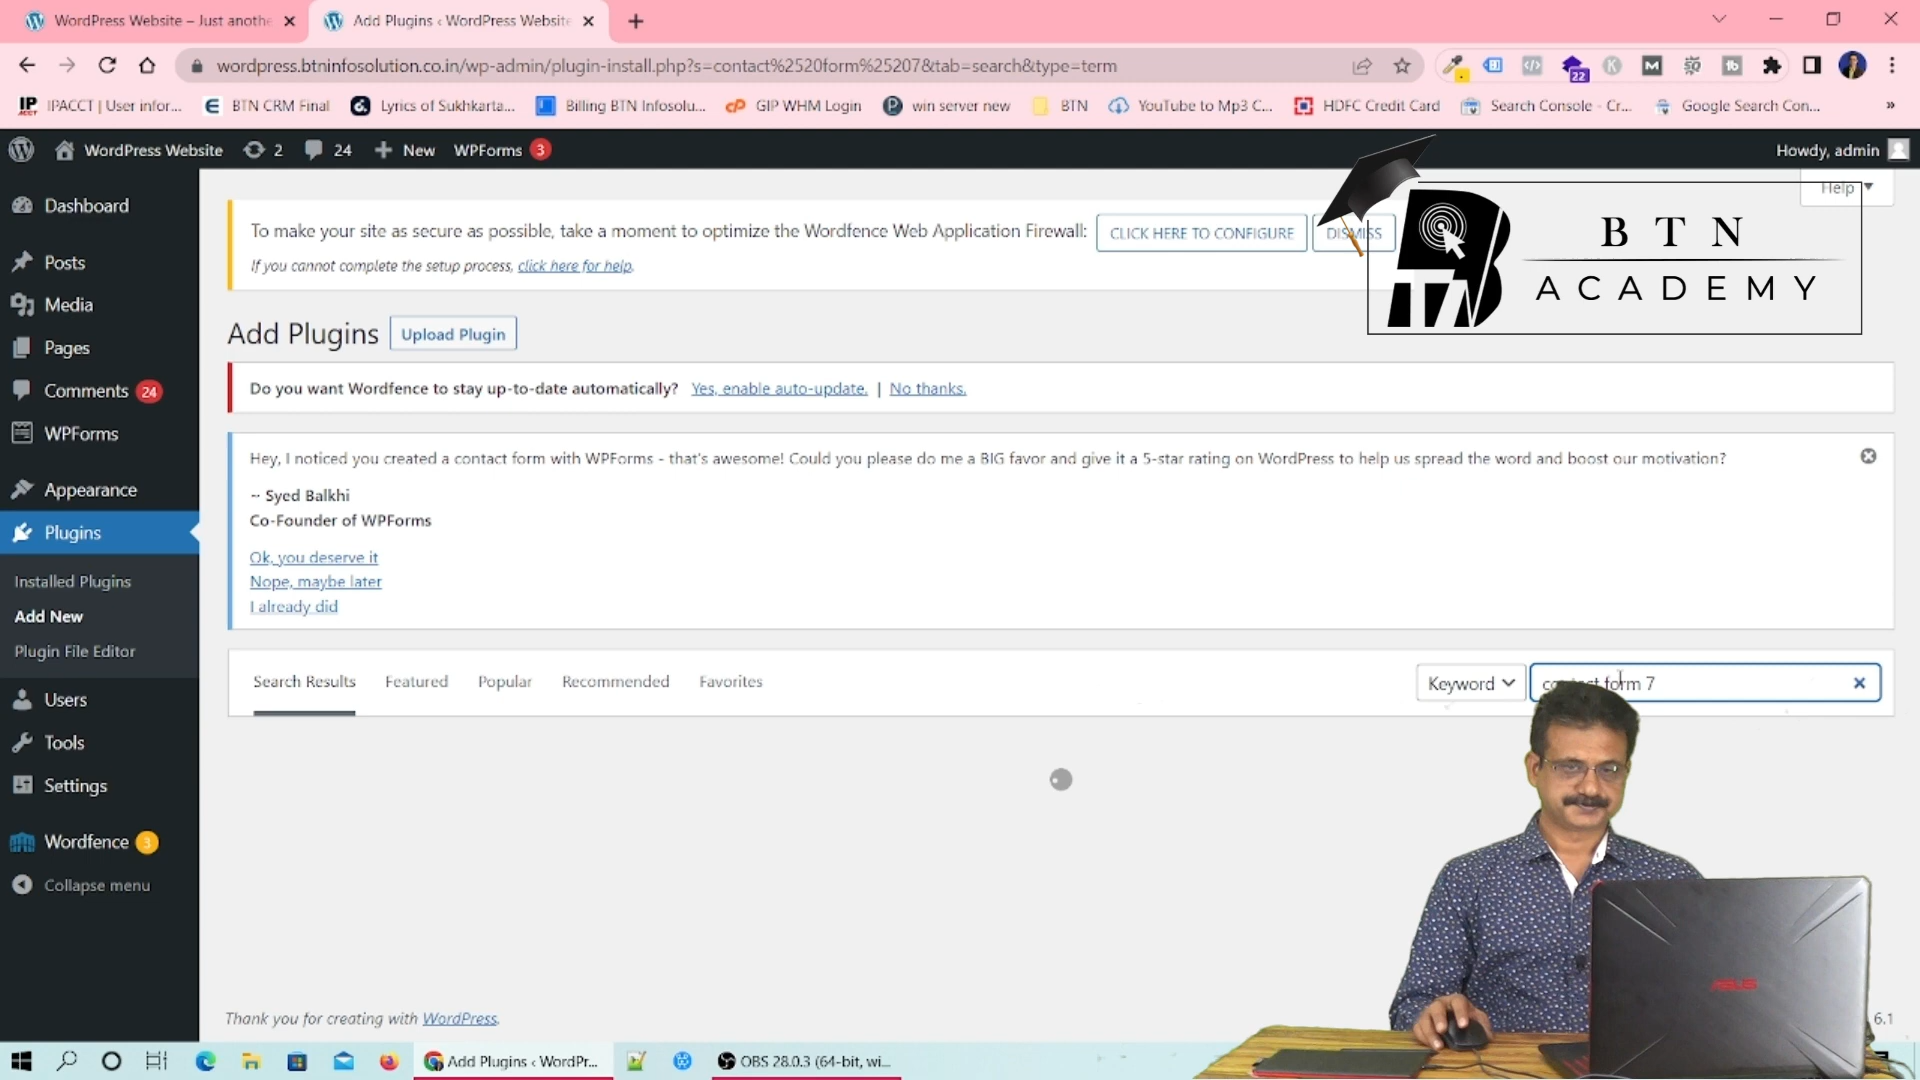 WordPress Website – Just anothe
Add Plugins ‹ WordPress Website
wordpress.btninfosolution.co.in/wp-admin/plugin-install.php?s=contact%2520form%25207&tab=search&type=term
22
IPACCT | User infor...
BTN CRM Final
Lyrics of Sukhkarta...
Billing BTN Infosolu...
GIP WHM Login
win server new
BTN
YouTube to Mp3 C...
HDFC Credit Card
Search Console - Cr...
Google Search Con...
WordPress Website
2
24
New
WPForms 3
Howdy, admin
Help
Dashboard
Posts
Media
Pages
Comments 24
WPForms
Appearance
Plugins
Installed Plugins
Add New
Plugin File Editor
Users
Tools
Settings
Wordfence 3
Collapse menu
To make your site as secure as possible, take a moment to optimize the Wordfence Web Application Firewall:
CLICK HERE TO CONFIGURE
DISMISS
If you cannot complete the setup process, click here for help.
BTN
ACADEMY
Add Plugins
Upload Plugin
Do you want Wordfence to stay up-to-date automatically? Yes, enable auto-update. | No thanks.
Hey, I noticed you created a contact form with WPForms - that's awesome! Could you please do me a BIG favor and give it a 5-star rating on WordPress to help us spread the word and boost our motivation?
~ Syed Balkhi
Co-Founder of WPForms
Ok, you deserve it
Nope, maybe later
I already did
Search Results
Featured
Popular
Recommended
Favorites
Keyword
contact form 7
ASUS
Thank you for creating with WordPress.
6.1
Add Plugins ‹ WordPr...
OBS 28.0.3 (64-bit, wi...